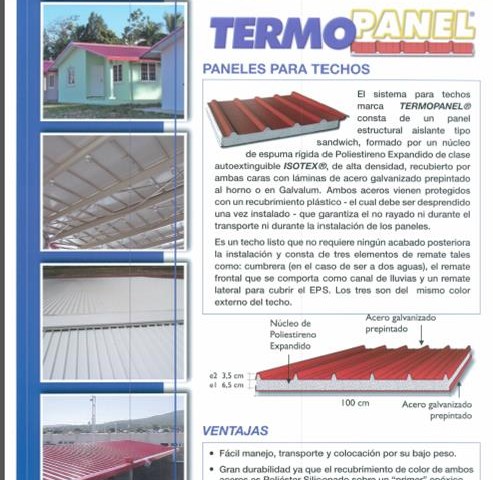 TERMOPANEL®
PANELES PARA TECHOS
El sistema para techos
marca TERMOPANEL®
consta de un panel
estructural aislante tipo
sandwich, formado por un núcleo
de espuma rígida de Poliestireno Expandido de clase
autoextinguible ISOTEX®, de alta densidad, recubierto por
ambas caras con láminas de acero galvanizado prepintado
al horno o en Galvalum. Ambos aceros vienen protegidos
con un recubrimiento plástico - el cual debe ser desprendido
una vez instalado - que garantiza el no rayado ni durante el
transporte ni durante la instalación de los paneles.
Es un techo listo que no requiere ningún acabado posteriora
la instalación y consta de tres elementos de remate tales
como: cumbrera (en el caso de ser a dos aguas), el remate
frontal que se comporta como canal de lluvias y un remate
lateral para cubrir el EPS. Los tres son del mismo color
externo del techo.
Núcleo de
Poliestireno
Expandido
Acero galvanizado
prepintado
e2 3,5 cm
e1 6,5 cm
100 cm
Acero galvanizado
prepintado
VENTAJAS
• Fácil manejo, transporte y colocación por su bajo peso.
• Gran durabilidad ya que el recubrimiento de color de ambos
aceros es Poliéster Siliconado sobre un "primer" epóxico